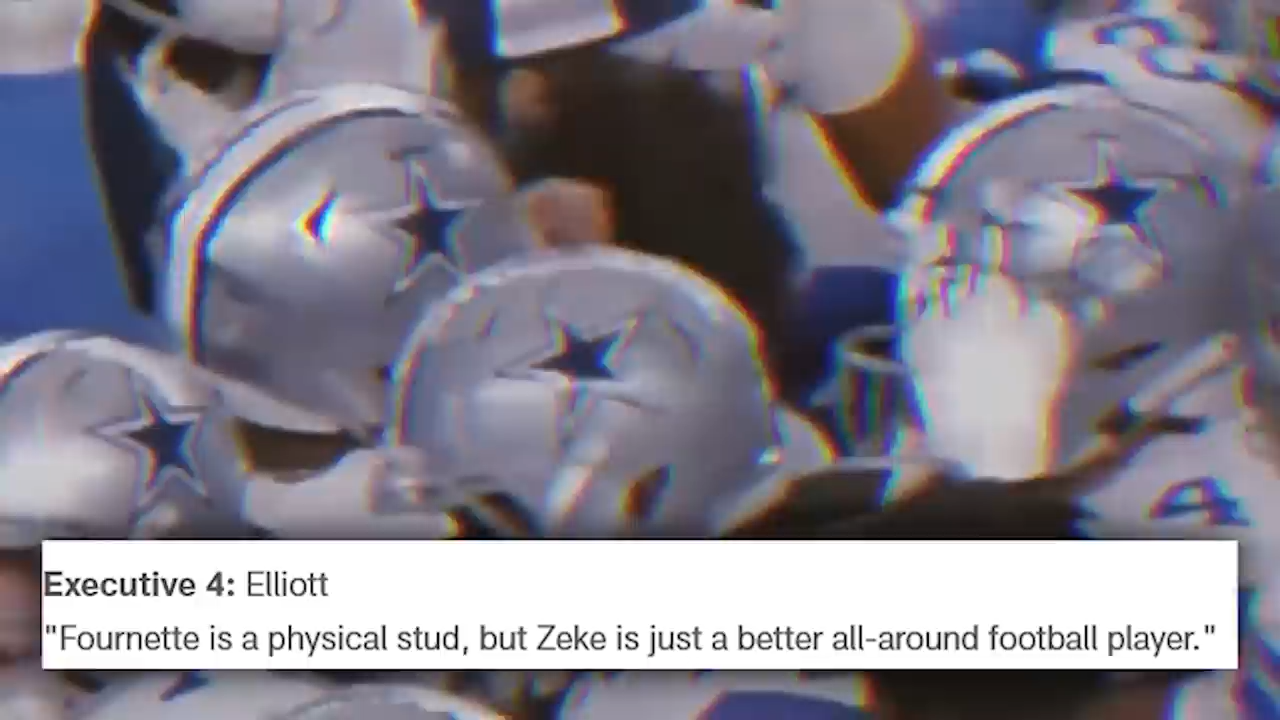 Executive 4: Elliott
"Fournette is a physical stud, but Zeke is just a better all-around football player."